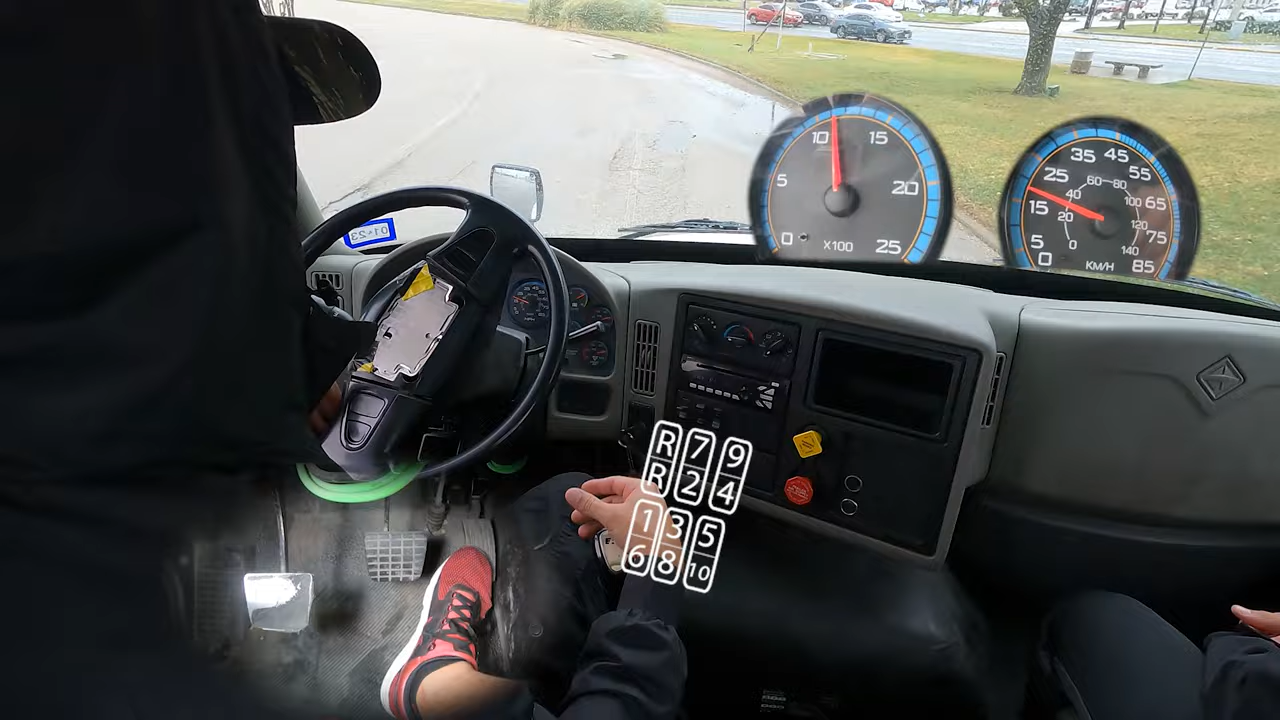 10 15
5 20
0 X100 25
35 45
25 55
60 80
40 100 65
15 20 120 75
5 0 140
0 KM/H 85
01 23
R 7 9
R 2 4
1 3 5
6 8 10